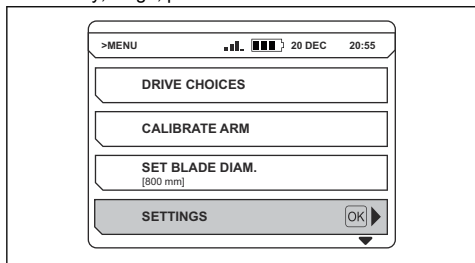 >MENU 20 DEC 20:55
DRIVE CHOICES
CALIBRATE ARM
SET BLADE DIAM.
[800 mm]
SETTINGS OK